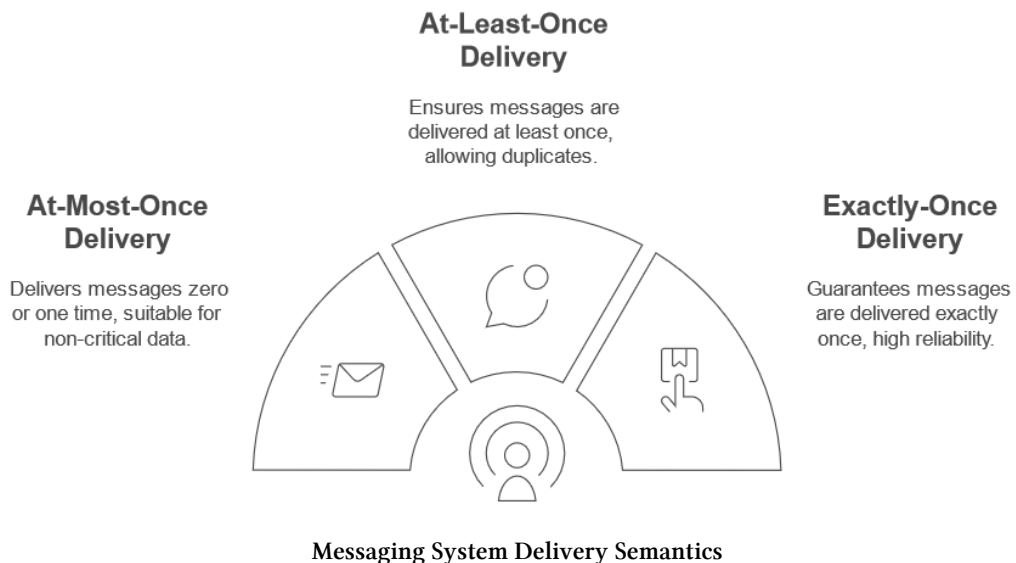 At-Least-Once
Delivery
Ensures messages are
delivered at least once,
allowing duplicates.
At-Most-Once
Delivery
Delivers messages zero
or one time, suitable for
non-critical data.
Exactly-Once
Delivery
Guarantees messages
are delivered exactly
once, high reliability.
Messaging System Delivery Semantics